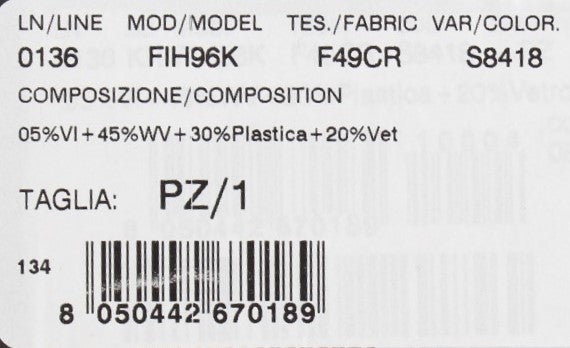 LN/LINE MOD/MODEL TES./FABRIC VAR/COLOR.
0136 FIH96K F49CR S8418
COMPOSIZIONE/COMPOSITION
05%VI+45%WV+30%Plastica+20%Vet
TAGLIA: PZ/1
134
8 050442 670189